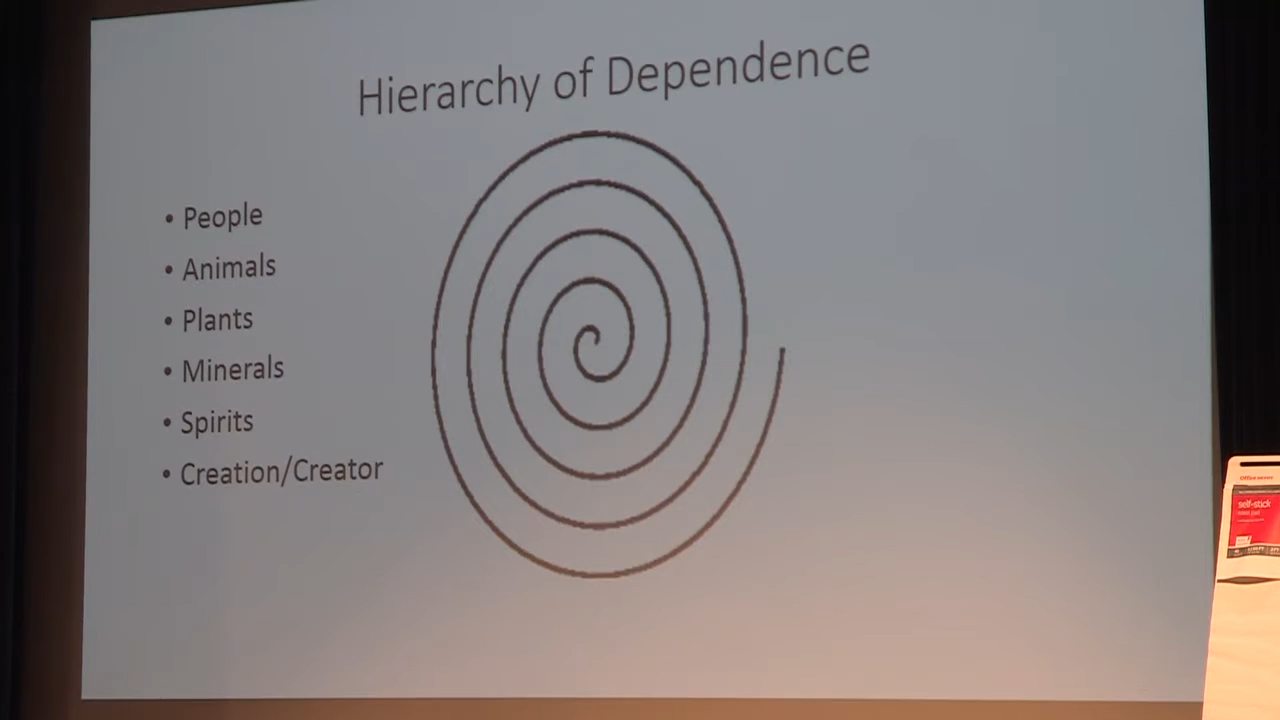 Hierarchy of Dependence
• People
• Animals
• Plants
• Minerals
• Spirits
• Creation/Creator
self-stick